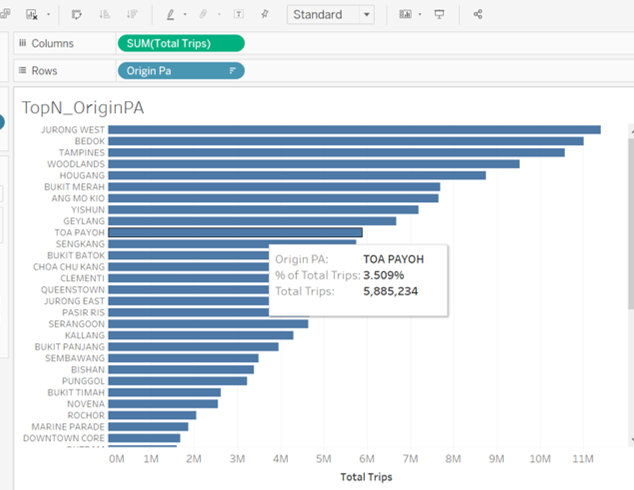 Standard
Columns SUM(Total Trips)
Rows Origin Pa
TopN_OriginPA
JURONG WEST
BEDOK
TAMPINES
WOODLANDS
HOUGANG
BUKIT MERAH
ANG MO KIO
YISHUN
GEYLANG
TOA PAYOH
SENGKANG
BUKIT BATOK
CHOA CHU KANG
CLEMENTI
QUEENSTOWN
JURONG EAST
PASIR RIS
SERANGOON
KALLANG
BUKIT PANJANG
SEMBAWANG
BISHAN
PUNGGOL
BUKIT TIMAH
NOVENA
ROCHOR
MARINE PARADE
DOWNTOWN CORE
Origin PA: TOA PAYOH
% of Total Trips: 3.509%
Total Trips: 5,885,234
0M 1M 2M 3M 4M 5M 6M 7M 8M 9M 10M 11M
Total Trips